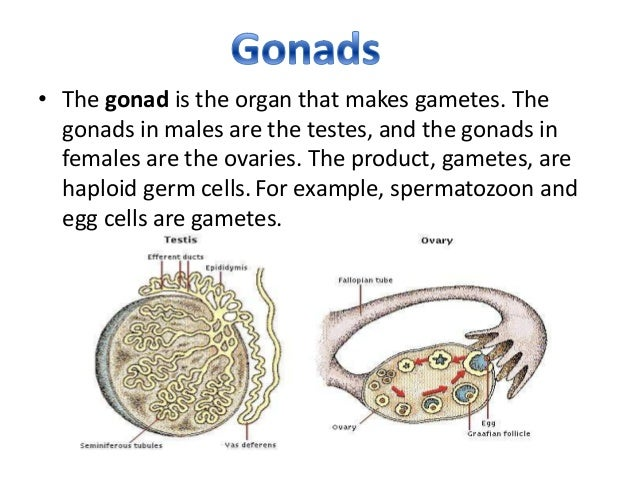 Gonads
• The gonad is the organ that makes gametes. The
gonads in males are the testes, and the gonads in
females are the ovaries. The product, gametes, are
haploid germ cells. For example, spermatozoon and
egg cells are gametes.
Testis
Efferent ducts
Epididymis
Seminiferous tubules
Vas deferens
Ovary
Fallopian tube
Ovary
Egg
Graafian follicle